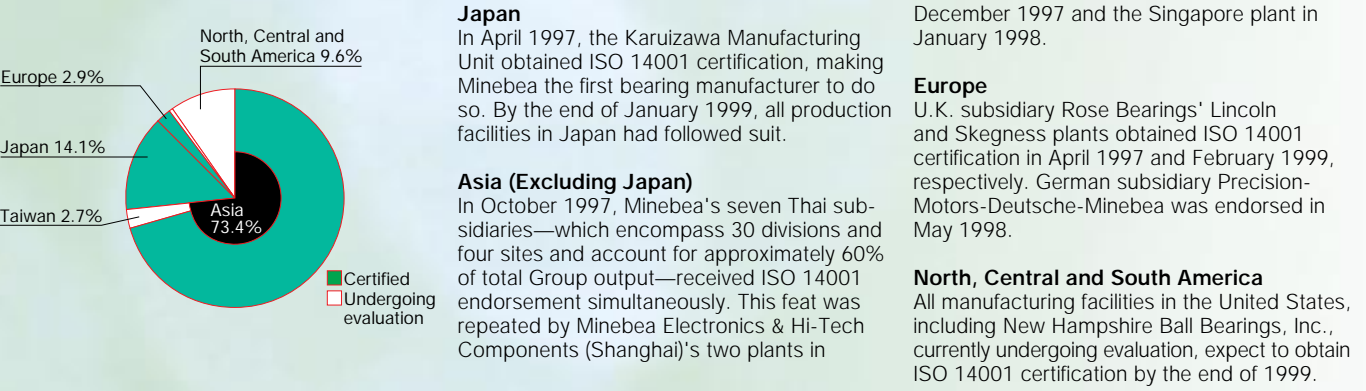 North, Central and
South America 9.6%
Europe 2.9%
Japan 14.1%
Taiwan 2.7%
Asia
73.4%
Certified
Undergoing
evaluation
Japan
In April 1997, the Karuizawa Manufacturing
Unit obtained ISO 14001 certification, making
Minebea the first bearing manufacturer to do
so. By the end of January 1999, all production
facilities in Japan had followed suit.
Asia (Excluding Japan)
In October 1997, Minebea's seven Thai sub-
sidiaries—which encompass 30 divisions and
four sites and account for approximately 60%
of total Group output—received ISO 14001
endorsement simultaneously. This feat was
repeated by Minebea Electronics & Hi-Tech
Components (Shanghai)'s two plants in
December 1997 and the Singapore plant in
January 1998.
Europe
U.K. subsidiary Rose Bearings' Lincoln
and Skegness plants obtained ISO 14001
certification in April 1997 and February 1999,
respectively. German subsidiary Precision-
Motors-Deutsche-Minebea was endorsed in
May 1998.
North, Central and South America
All manufacturing facilities in the United States,
including New Hampshire Ball Bearings, Inc.,
currently undergoing evaluation, expect to obtain
ISO 14001 certification by the end of 1999.